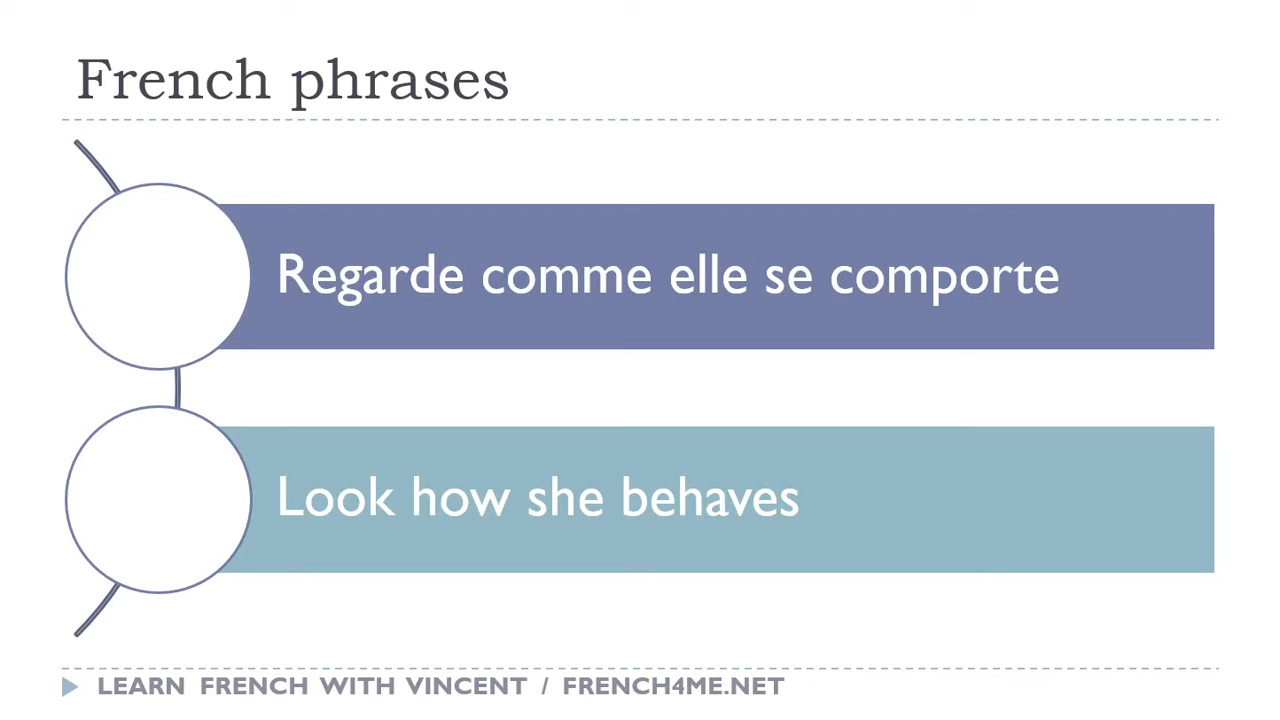 French phrases
Regarde comme elle se comporte
Look how she behaves
LEARN FRENCH WITH VINCENT / FRENCH4ME.NET